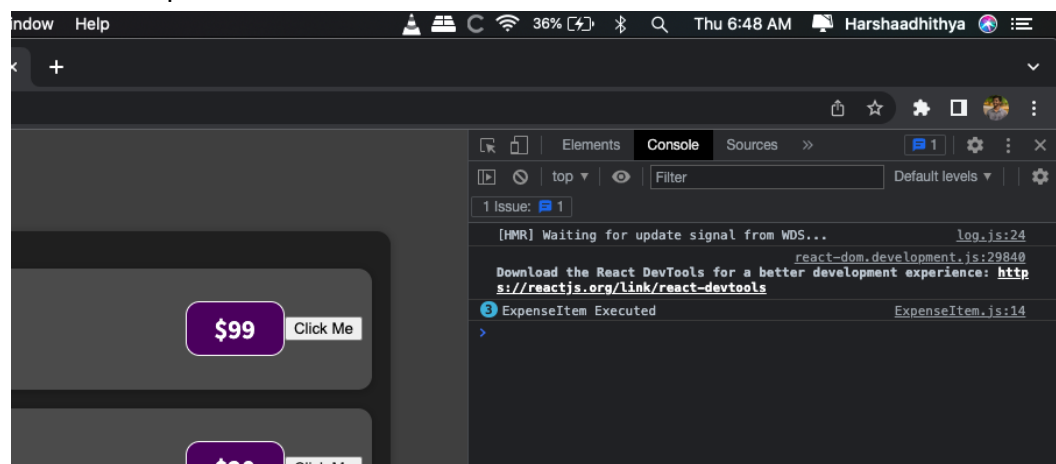 indow Help 36% Thu 6:48 AM Harshaadhithya
Elements Console Sources » 1
top ▼ Filter Default levels ▼
1 Issue: 1
[HMR] Waiting for update signal from WDS... log.js:24
react-dom.development.js:29840
Download the React DevTools for a better development experience: http
s://reactjs.org/link/react-devtools
3 ExpenseItem Executed ExpenseItem.js:14
>
$99 Click Me